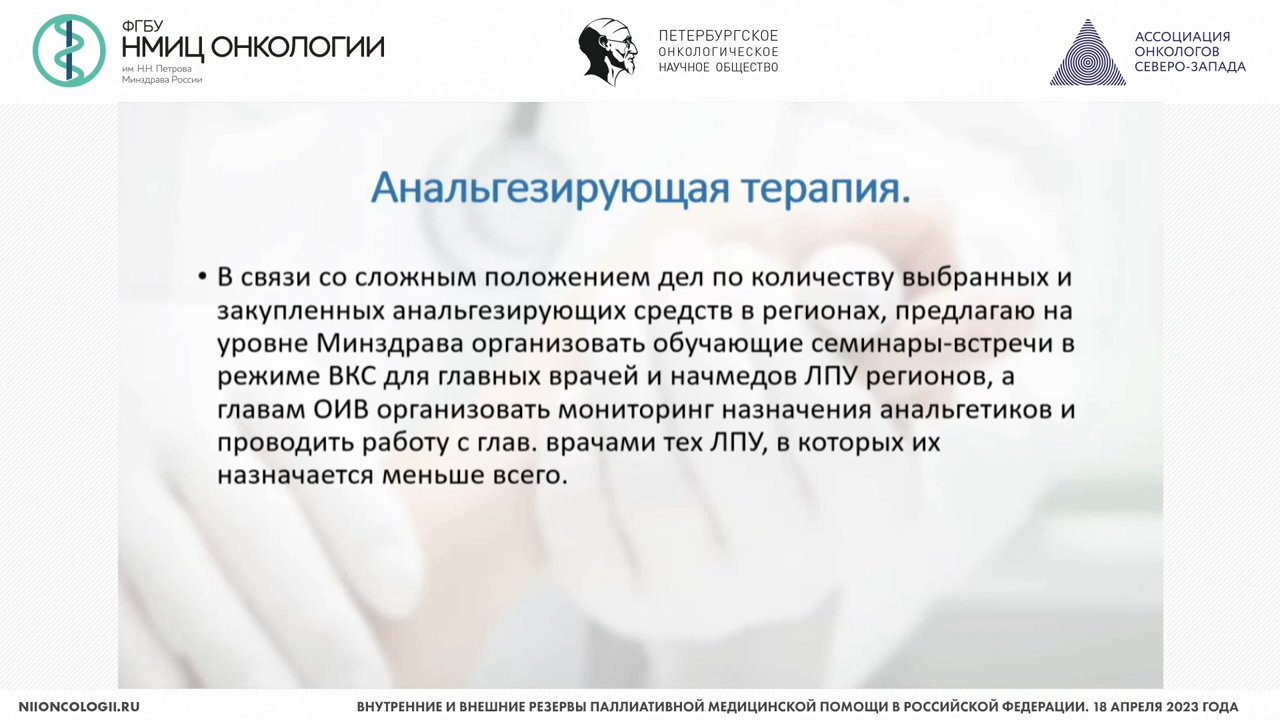 ФГБУ
НМИЦ ОНКОЛОГИИ
им. Н.Н. Петрова
Минздрава России
ПЕТЕРБУРГСКОЕ
ОНКОЛОГИЧЕСКОЕ
НАУЧНОЕ ОБЩЕСТВО
АССОЦИАЦИЯ
ОНКОЛОГОВ
СЕВЕРО-ЗАПАДА
Анальгезирующая терапия.
• В связи со сложным положением дел по количеству выбранных и
закупленных анальгезирующих средств в регионах, предлагаю на
уровне Минздрава организовать обучающие семинары-встречи в
режиме ВКС для главных врачей и начмедов ЛПУ регионов, а
главам ОИВ организовать мониторинг назначения анальгетиков и
проводить работу с глав. врачами тех ЛПУ, в которых их
назначается меньше всего.
NIIONCOLOGII.RU
ВНУТРЕННИЕ И ВНЕШНИЕ РЕЗЕРВЫ ПАЛЛИАТИВНОЙ МЕДИЦИНСКОЙ ПОМОЩИ В РОССИЙСКОЙ ФЕДЕРАЦИИ. 18 АПРЕЛЯ 2023 ГОДА